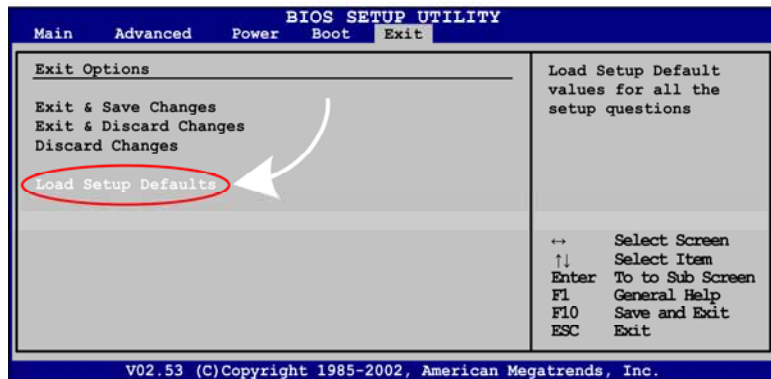 BIOS SETUP UTILITY
Main Advanced Power Boot Exit
Exit Options
Exit & Save Changes
Exit & Discard Changes
Discard Changes
Load Setup Defaults
Load Setup Default
values for all the
setup questions
↔ Select Screen
↑↓ Select Item
Enter To to Sub Screen
F1 General Help
F10 Save and Exit
ESC Exit
V02.53 (C)Copyright 1985-2002, American Megatrends, Inc.